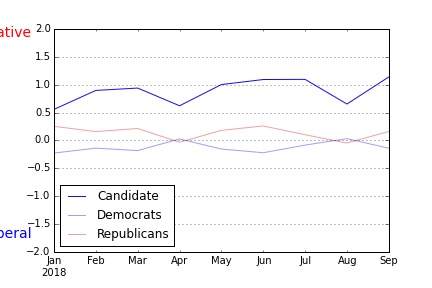 ative
2.0
1.5
1.0
0.5
0.0
−0.5
−1.0
−1.5
−2.0
beral
Candidate
Democrats
Republicans
Jan Feb Mar Apr May Jun Jul Aug Sep
2018